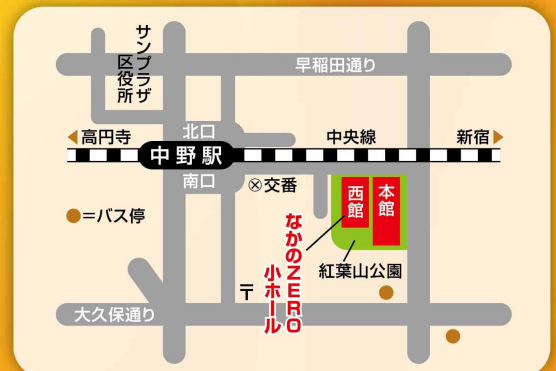 サンプラザ
区役所
早稲田通り
北口
高円寺
中央線
新宿
中野駅
南口
交番
西館
本館
=バス停
なかのZERO
小ホール
紅葉山公園
〒
大久保通り